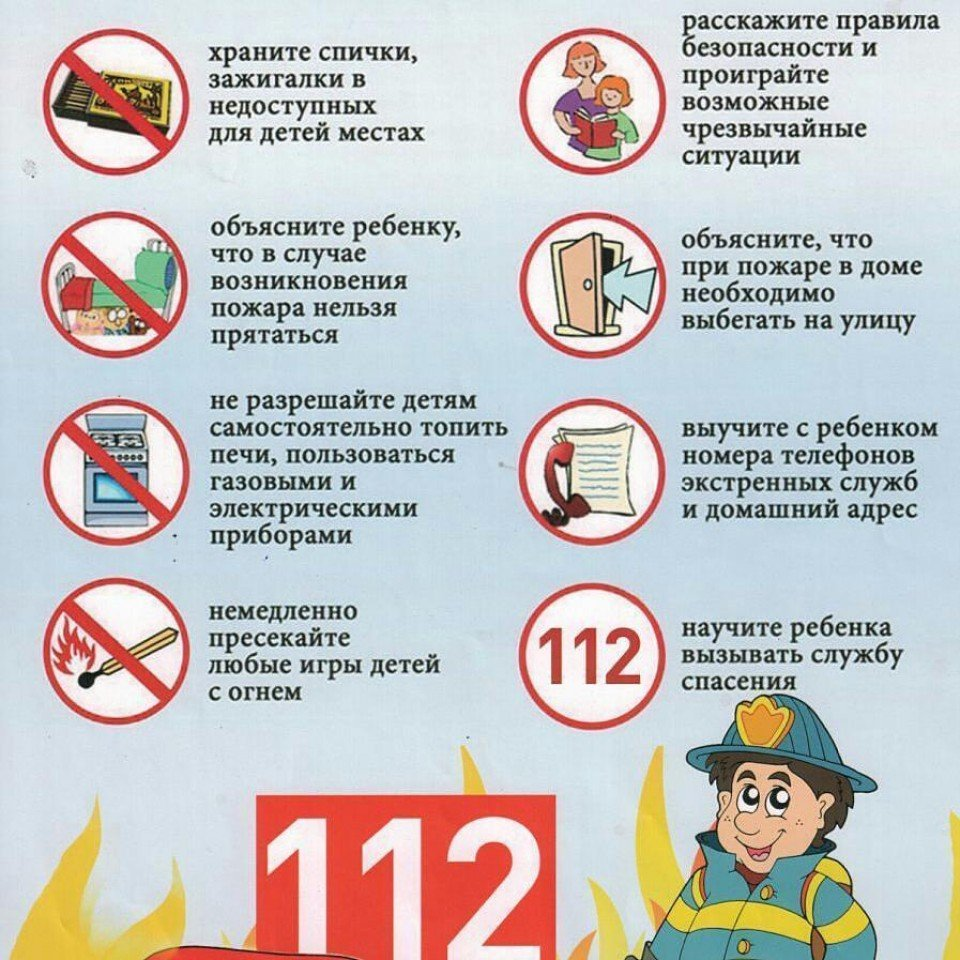 храните спички,
зажигалки в
недоступных
для детей местах
расскажите правила
безопасности и
проиграйте
возможные
чрезвычайные
ситуации
объясните ребенку,
что в случае
возникновения
пожара нельзя
прятаться
объясните, что
при пожаре в доме
необходимо
выбегать на улицу
не разрешайте детям
самостоятельно топить
печи, пользоваться
газовыми и
электрическими
приборами
выучите с ребенком
номера телефонов
экстренных служб
и домашний адрес
немедленно
пресекайте
любые игры детей
с огнем
112
научите ребенка
вызывать службу
спасения
112